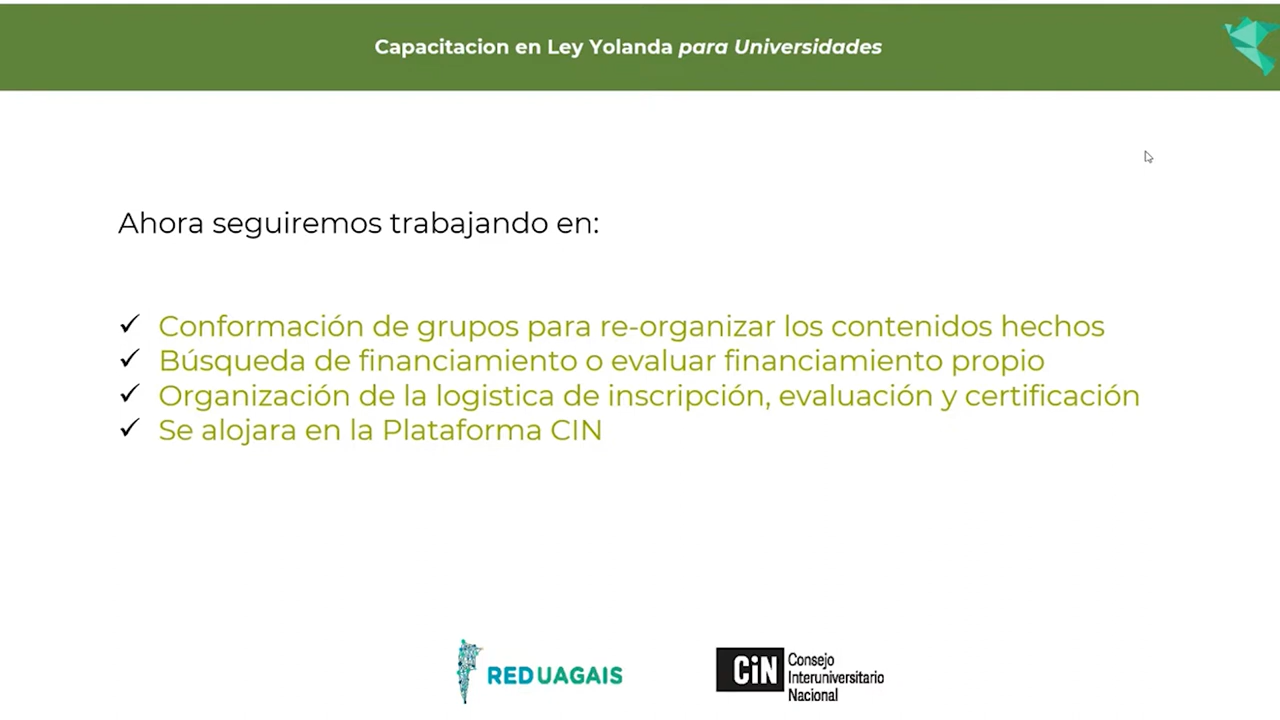 Capacitacion en Ley Yolanda para Universidades
Ahora seguiremos trabajando en:
✓ Conformación de grupos para re-organizar los contenidos hechos
✓ Búsqueda de financiamiento o evaluar financiamiento propio
✓ Organización de la logistica de inscripción, evaluación y certificación
✓ Se alojara en la Plataforma CIN
RED UAGAIS
CiN
Consejo
Interuniversitario
Nacional